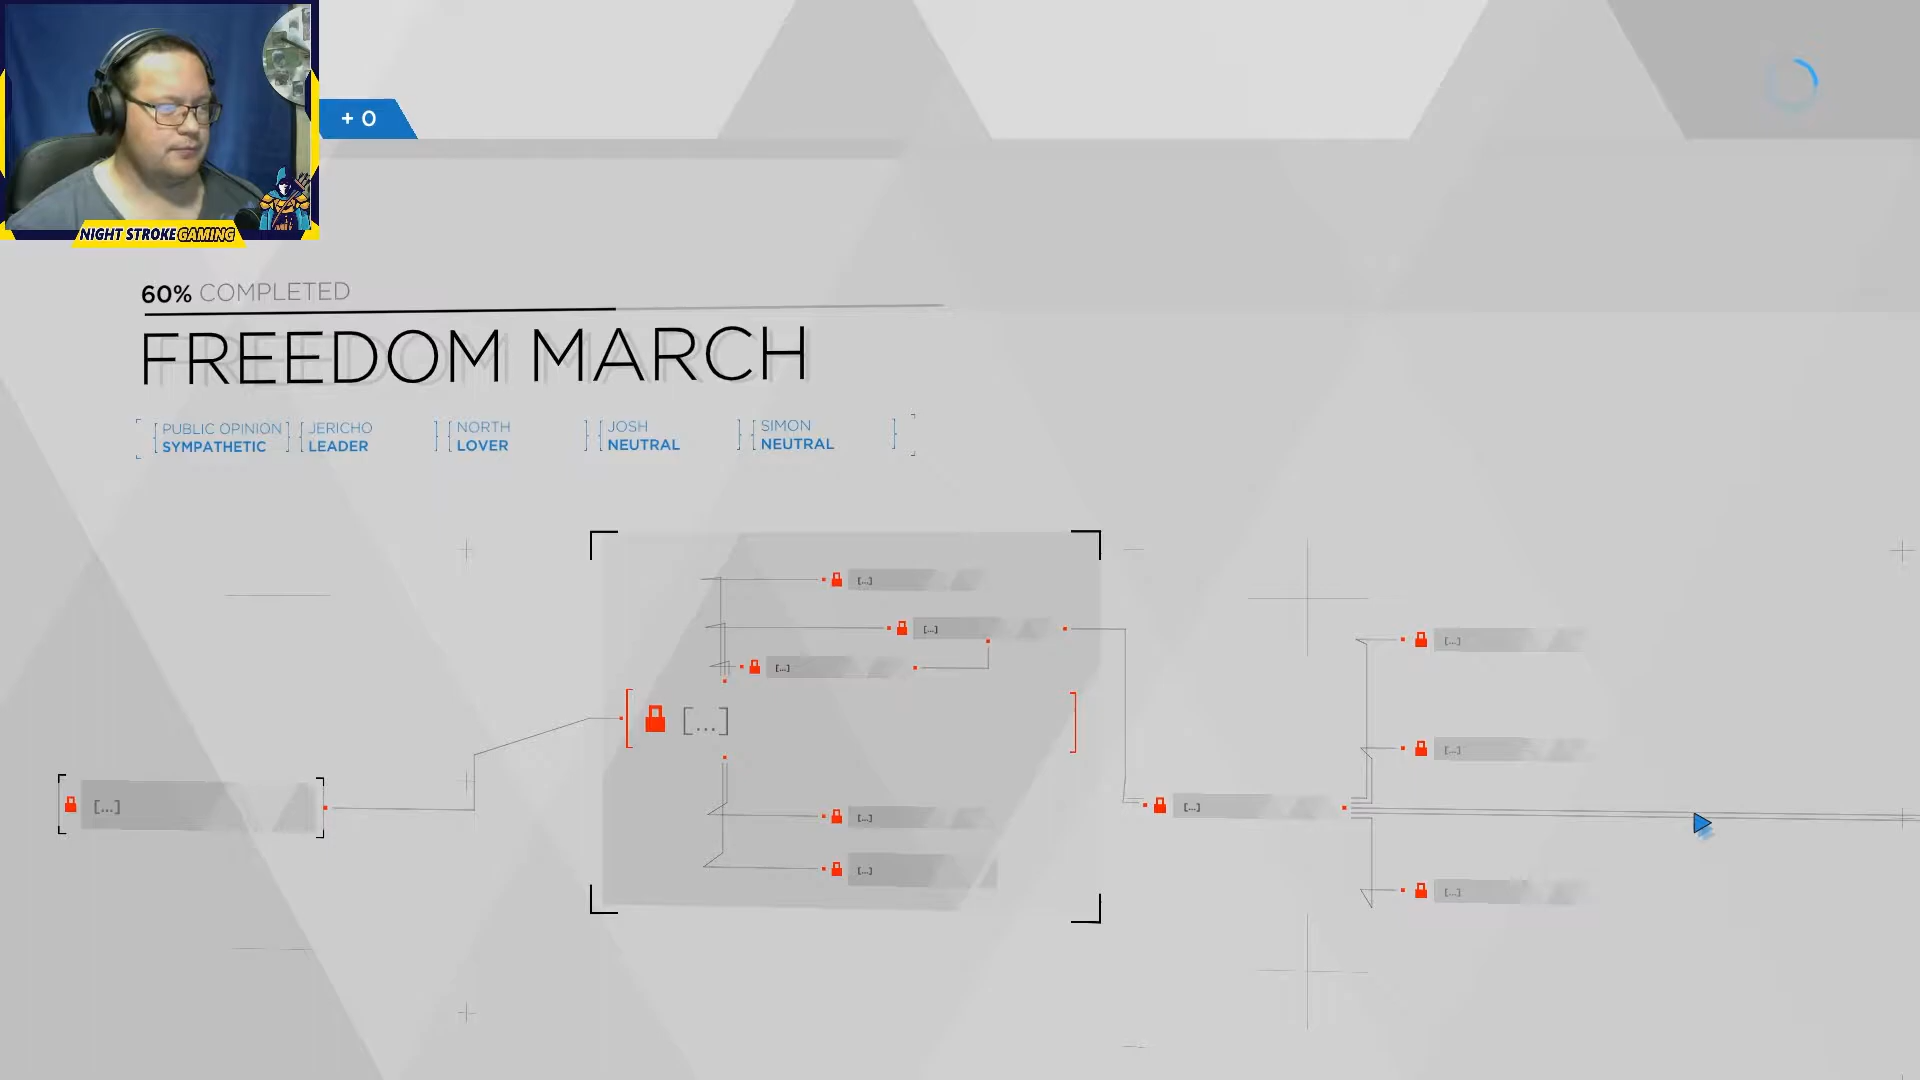 + 0
NIGHT STROKE GAMING
60% COMPLETED
FREEDOM MARCH
PUBLIC OPINION
SYMPATHETIC
JERICHO
LEADER
NORTH
LOVER
JOSH
NEUTRAL
SIMON
NEUTRAL
[...]
[...]
[...]
[...]
[...]
[...]
[...]
[...]
[...]
[...]
[...]